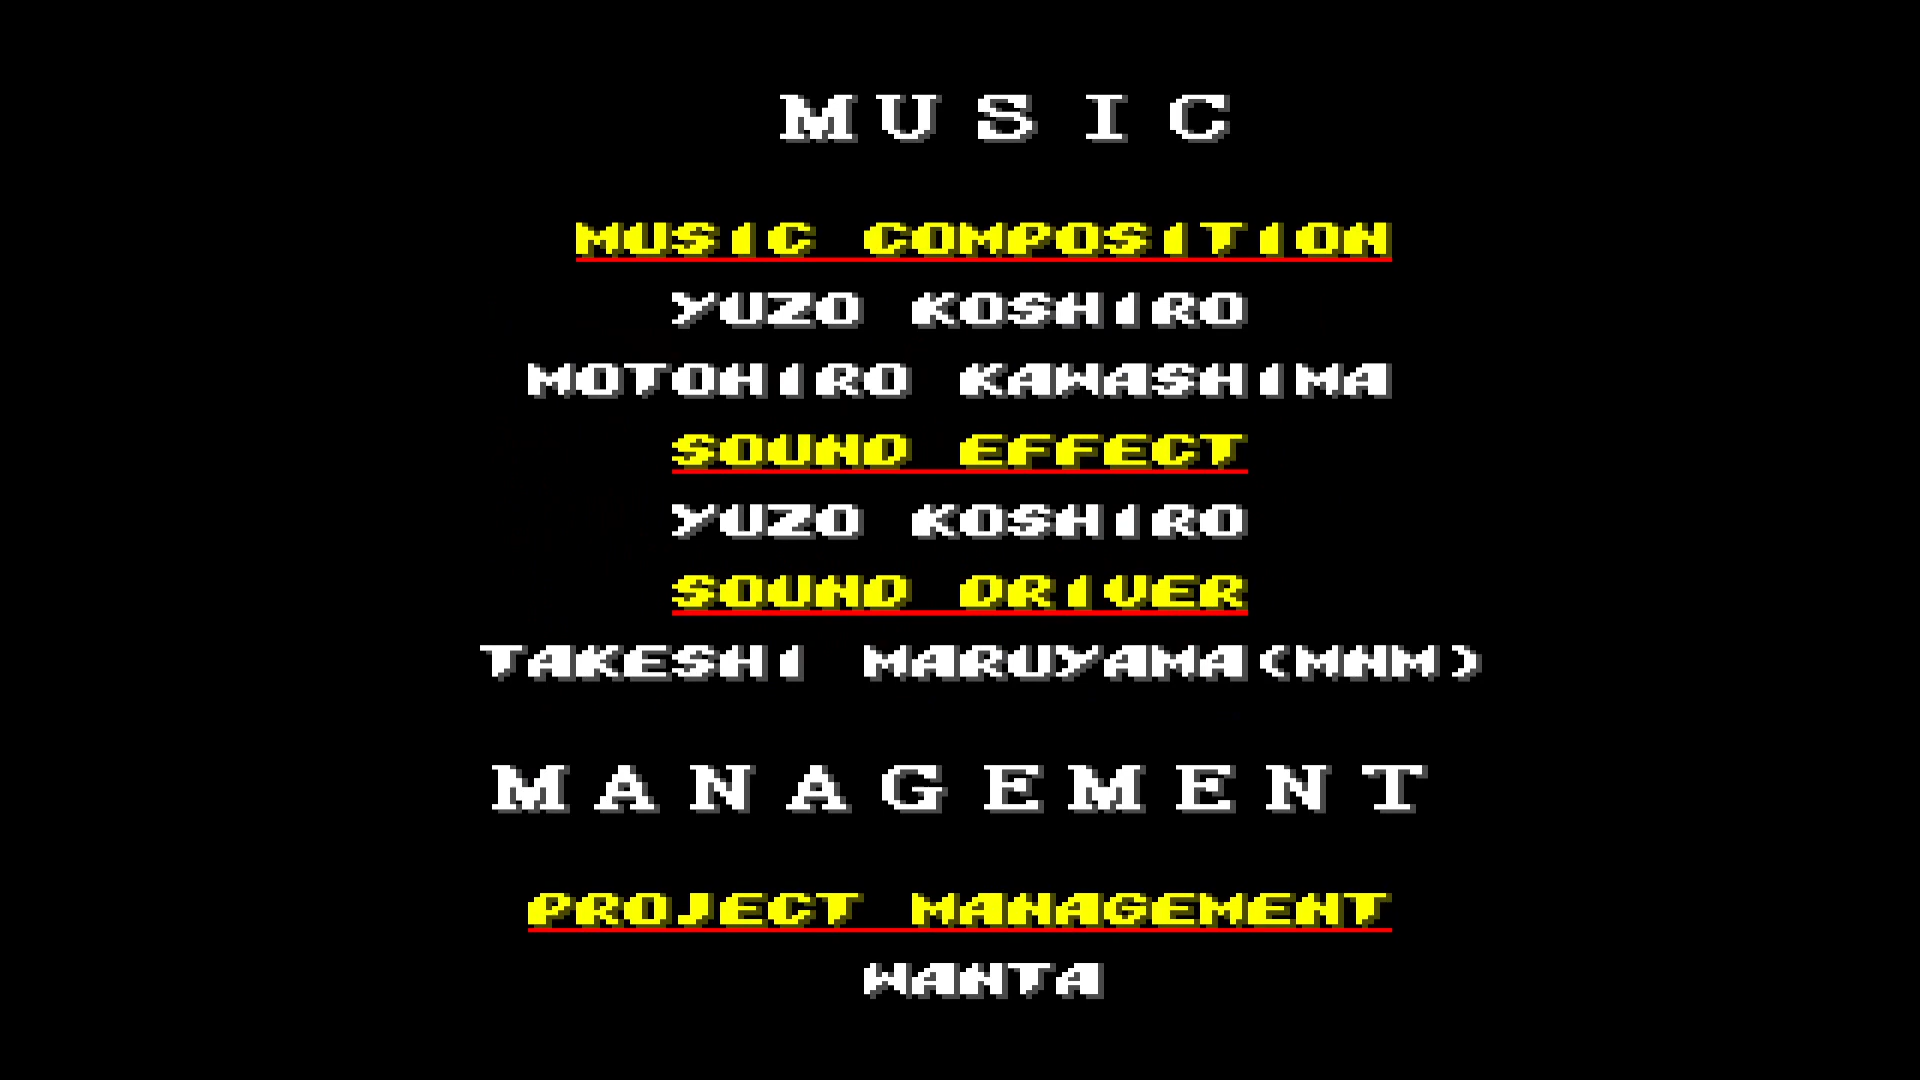 MUSIC
MUSIC COMPOSITION
YUZO KOSHIRO
MOTOHIRO KAWASHIMA
SOUND EFFECT
YUZO KOSHIRO
SOUND DRIVER
TAKESHI MARUYAMA(MNM)
MANAGEMENT
PROJECT MANAGEMENT
WANTA